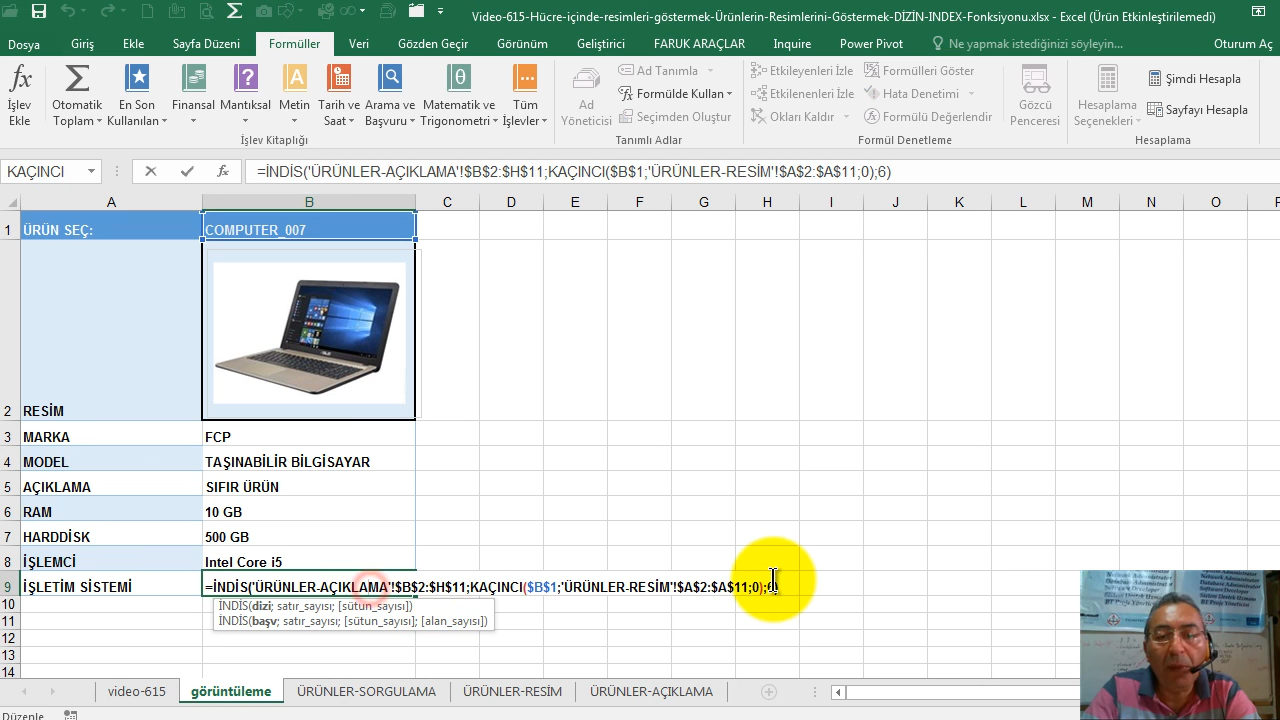 Video-615-Hücre-içinde-resimleri-göstermek-Ürünlerin-Resimlerini-Göstermek-DİZİN-INDEX-Fonksiyonu.xlsx - Excel (Ürün Etkinleştirilemedi)
Dosya Giriş Ekle Sayfa Düzeni Formüller Veri Gözden Geçir Görünüm Geliştirici FARUK ARAÇLAR Inquire Power Pivot Ne yapmak istediğinizi söyleyin... Oturum Aç
İşlev Ekle
Otomatik Toplam
En Son Kullanılan
Finansal
Mantıksal
Metin
Tarih ve Saat
Arama ve Başvuru
Matematik ve Trigonometri
Tüm İşlevler
İşlev Kitaplığı
Ad Yöneticisi
Ad Tanımla
Formülde Kullan
Seçimden Oluştur
Tanımlı Adlar
Etkileyenleri İzle
Etkilenenleri İzle
Okları Kaldır
Formülleri Göster
Hata Denetimi
Formülü Değerlendir
Formül Denetleme
Gözcü Penceresi
Hesaplama Seçenekleri
Şimdi Hesapla
Sayfayı Hesapla
Hesaplama
KAÇINCI =İNDİS('ÜRÜNLER-AÇIKLAMA'!$B$2:$H$11;KAÇINCI($B$1;'ÜRÜNLER-RESİM'!$A$2:$A$11;0);6)
A B C D E F G H I J K L M N O
1 ÜRÜN SEÇ: COMPUTER_007
2 RESİM
3 MARKA FCP
4 MODEL TAŞINABİLİR BİLGİSAYAR
5 AÇIKLAMA SIFIR ÜRÜN
6 RAM 10 GB
7 HARDDİSK 500 GB
8 İŞLEMCİ Intel Core i5
9 İŞLETİM SİSTEMİ =İNDİS('ÜRÜNLER-AÇIKLAMA'!$B$2:$H$11;KAÇINCI($B$1;'ÜRÜNLER-RESİM'!$A$2:$A$11;0);6)
İNDİS(dizi; satır_sayısı; [sütun_sayısı])
İNDİS(başv; satır_sayısı; [sütun_sayısı]; [alan_sayısı])
10
11
12
13
14
video-615 görüntüleme ÜRÜNLER-SORGULAMA ÜRÜNLER-RESİM ÜRÜNLER-AÇIKLAMA
Düzenle